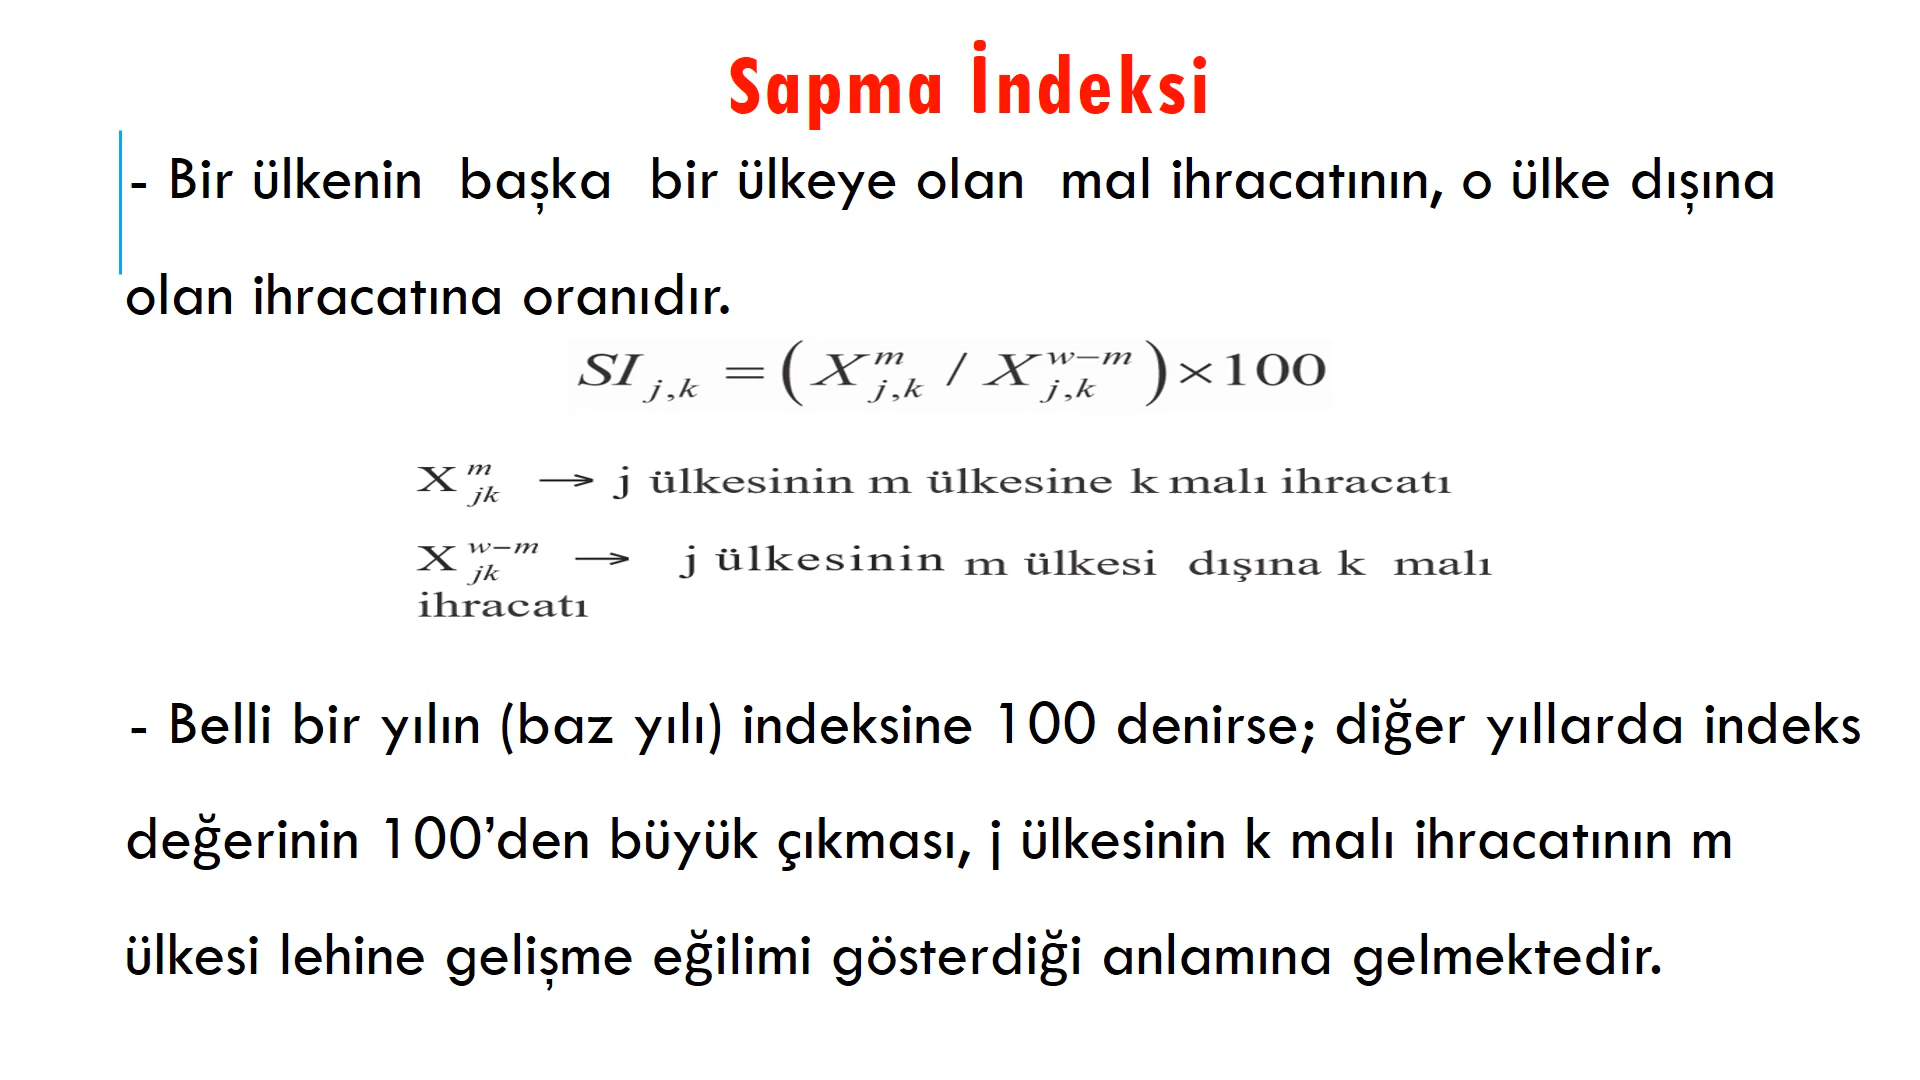 Sapma İndeksi
- Bir ülkenin başka bir ülkeye olan mal ihracatının, o ülke dışına
olan ihracatına oranıdır.
SI j,k = ( X m j,k / X w−m j,k ) × 100
X m jk → j ülkesinin m ülkesine k malı ihracatı
X w−m jk → j ülkesinin m ülkesi dışına k malı
ihracatı
- Belli bir yılın (baz yılı) indeksine 100 denirse; diğer yıllarda indeks
değerinin 100’den büyük çıkması, j ülkesinin k malı ihracatının m
ülkesi lehine gelişme eğilimi gösterdiği anlamına gelmektedir.